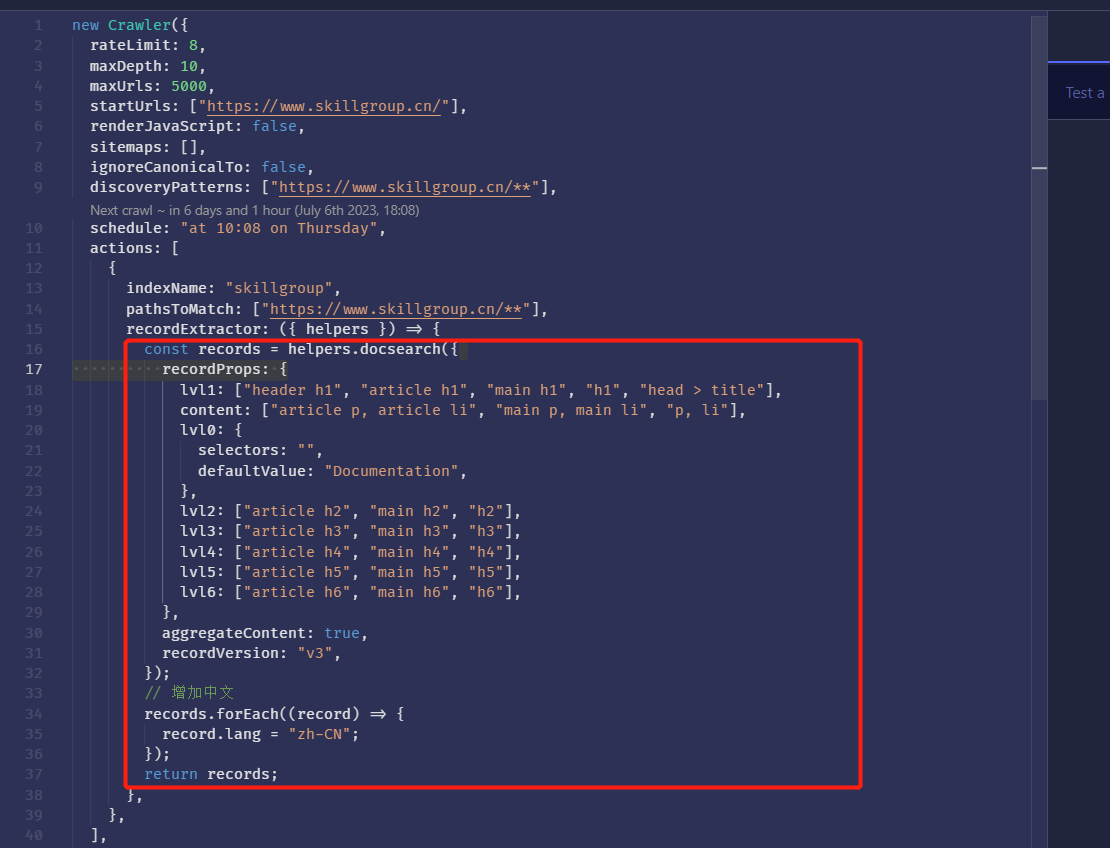 1 new Crawler({
2 rateLimit: 8,
3 maxDepth: 10,
4 maxUrls: 5000,
5 startUrls: ["https://www.skillgroup.cn/"],
6 renderJavaScript: false,
7 sitemaps: [],
8 ignoreCanonicalTo: false,
9 discoveryPatterns: ["https://www.skillgroup.cn/**"],
Next crawl ~ in 6 days and 1 hour (July 6th 2023, 18:08)
10 schedule: "at 10:08 on Thursday",
11 actions: [
12 {
13 indexName: "skillgroup",
14 pathsToMatch: ["https://www.skillgroup.cn/**"],
15 recordExtractor: ({ helpers }) => {
16 const records = helpers.docsearch({
17 recordProps: {
18 lvl1: ["header h1", "article h1", "main h1", "h1", "head > title"],
19 content: ["article p, article li", "main p, main li", "p, li"],
20 lvl0: {
21 selectors: "",
22 defaultValue: "Documentation",
23 },
24 lvl2: ["article h2", "main h2", "h2"],
25 lvl3: ["article h3", "main h3", "h3"],
26 lvl4: ["article h4", "main h4", "h4"],
27 lvl5: ["article h5", "main h5", "h5"],
28 lvl6: ["article h6", "main h6", "h6"],
29 },
30 aggregateContent: true,
31 recordVersion: "v3",
32 });
33 // 增加中文
34 records.forEach((record) => {
35 record.lang = "zh-CN";
36 });
37 return records;
38 },
39 },
40 ],
Test a